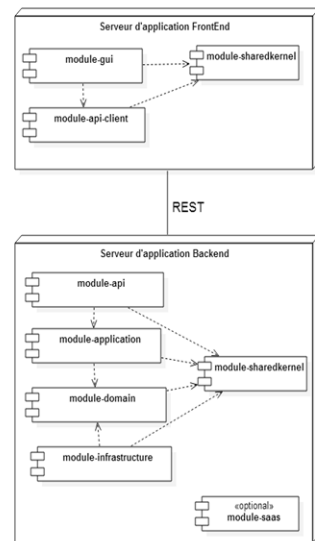 Serveur d'application FrontEnd
module-gui
module-sharedkernel
module-api-client
REST
Serveur d'application Backend
module-api
module-application
module-sharedkernel
module-domain
module-infrastructure
«optional»
module-saas